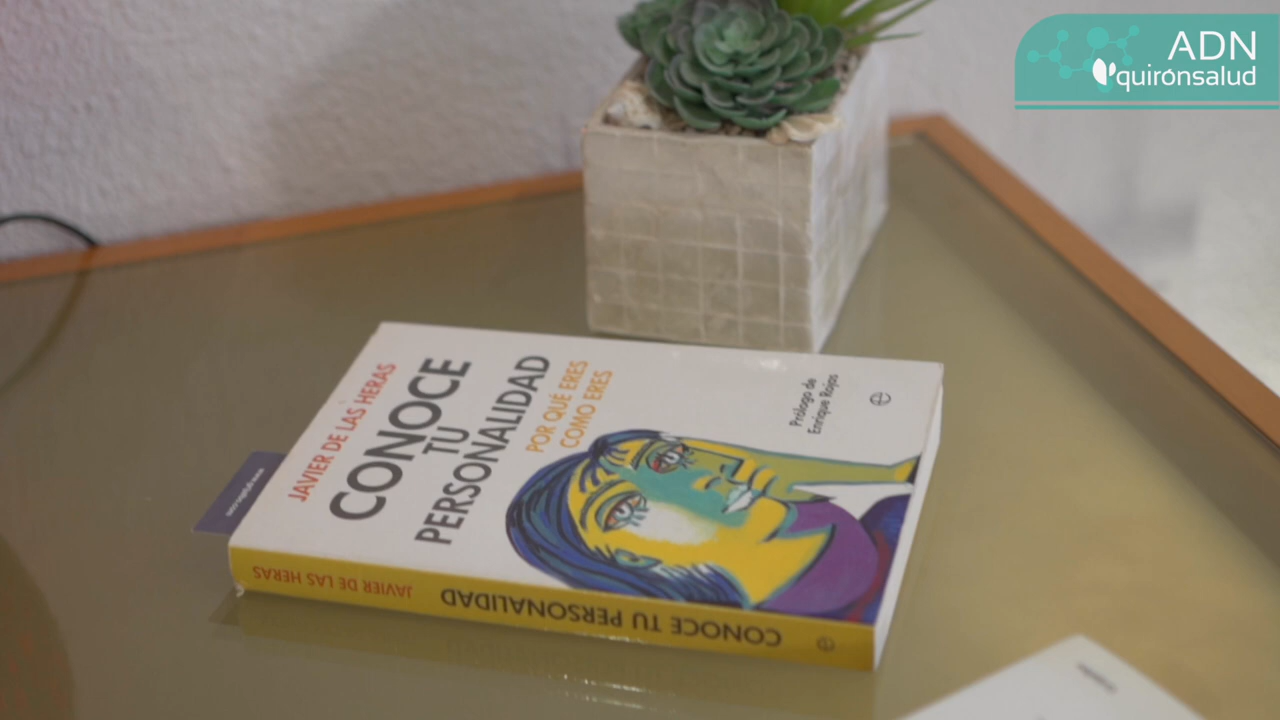 ADN
quirónsalud
JAVIER DE LAS HERAS
CONOCE
TU
PERSONALIDAD
POR QUÉ ERES
COMO ERES
Prólogo de
Enrique Rojas
e
JAVIER DE LAS HERAS CONOCE TU PERSONALIDAD e